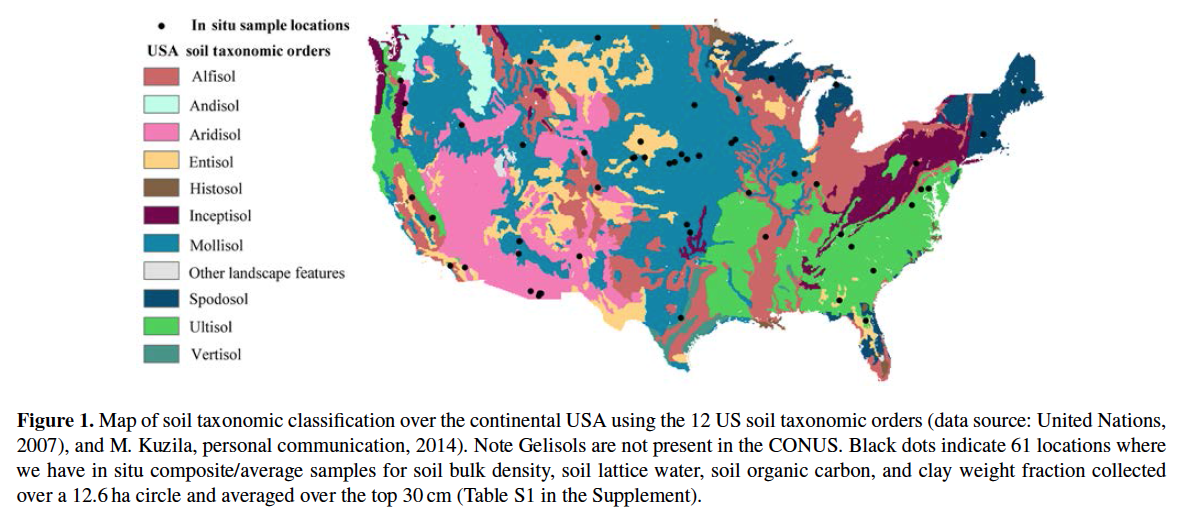 In situ sample locations
USA soil taxonomic orders
Alfisol
Andisol
Aridisol
Entisol
Histosol
Inceptisol
Mollisol
Other landscape features
Spodosol
Ultisol
Vertisol
Figure 1. Map of soil taxonomic classification over the continental USA using the 12 US soil taxonomic orders (data source: United Nations,
2007), and M. Kuzila, personal communication, 2014). Note Gelisols are not present in the CONUS. Black dots indicate 61 locations where
we have in situ composite/average samples for soil bulk density, soil lattice water, soil organic carbon, and clay weight fraction collected
over a 12.6 ha circle and averaged over the top 30 cm (Table S1 in the Supplement).